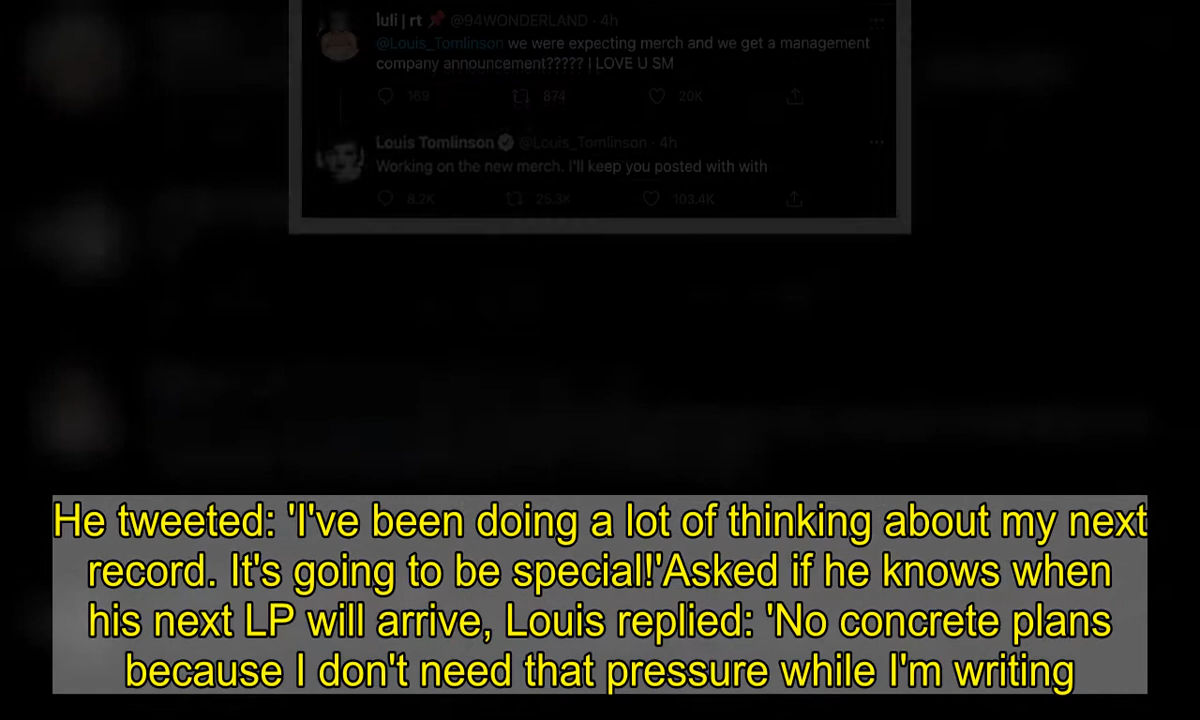 luli | rt 📌 @94WONDERLAND · 4h
@Louis_Tomlinson we were expecting merch and we get a management
company announcement????? I LOVE U SM
169 874 20K
Louis Tomlinson @Louis_Tomlinson · 4h
Working on the new merch. I'll keep you posted with with
8.2K 25.3K 103.4K
He tweeted: 'I've been doing a lot of thinking about my next
record. It's going to be special!'Asked if he knows when
his next LP will arrive, Louis replied: 'No concrete plans
because I don't need that pressure while I'm writing